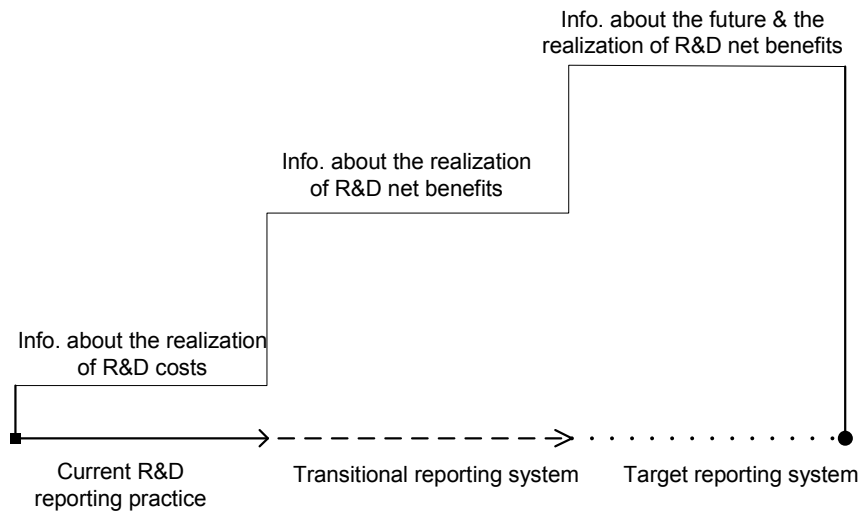 Info. about the future & the
realization of R&D net benefits
Info. about the realization
of R&D net benefits
Info. about the realization
of R&D costs
Current R&D
reporting practice
Transitional reporting system
Target reporting system